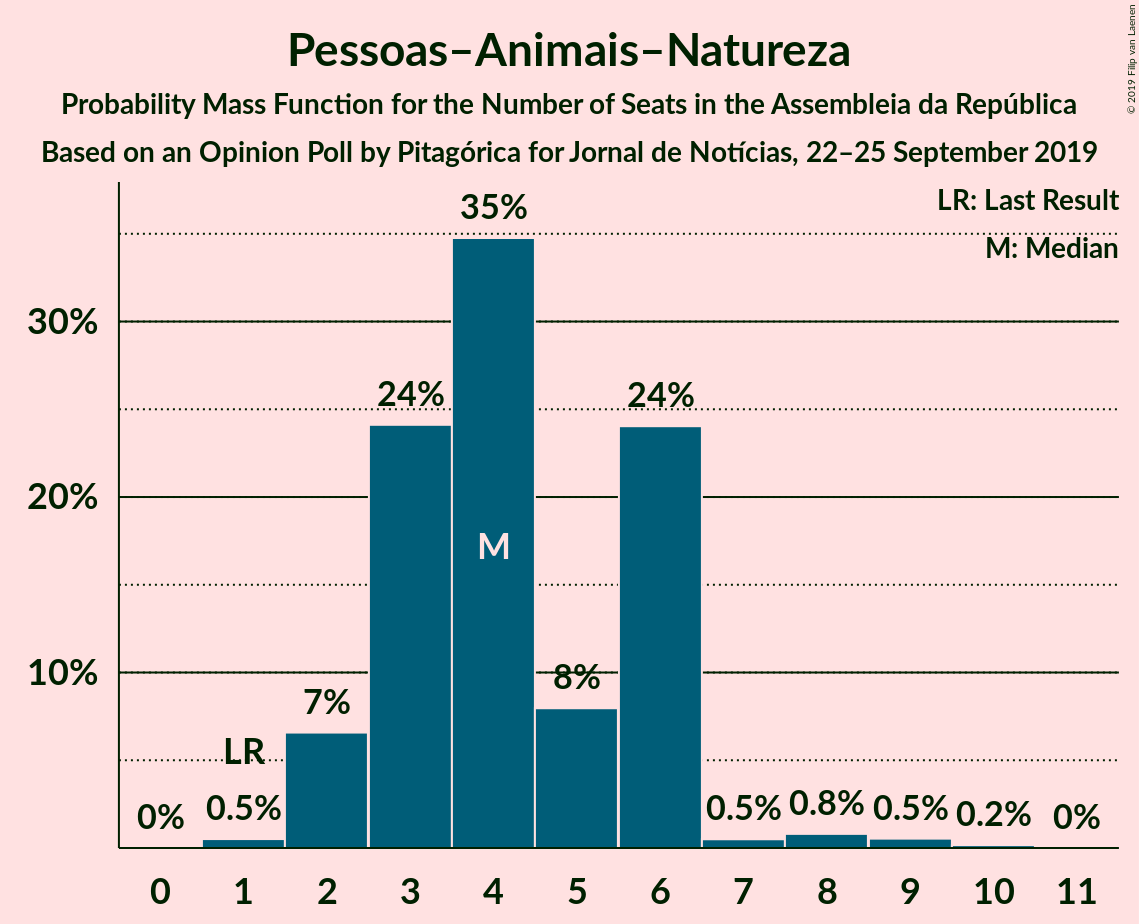 Pessoas–Animais–Natureza
Probability Mass Function for the Number of Seats in the Assembleia da República
Based on an Opinion Poll by Pitagórica for Jornal de Notícias, 22–25 September 2019
© 2019 Filip van Laenen
LR: Last Result
M: Median
35%
30%
24%
24%
20%
M
10%
8%
7%
LR
0%
0.5%
0.5%
0.8%
0.5%
0.2%
0%
0 1 2 3 4 5 6 7 8 9 10 11